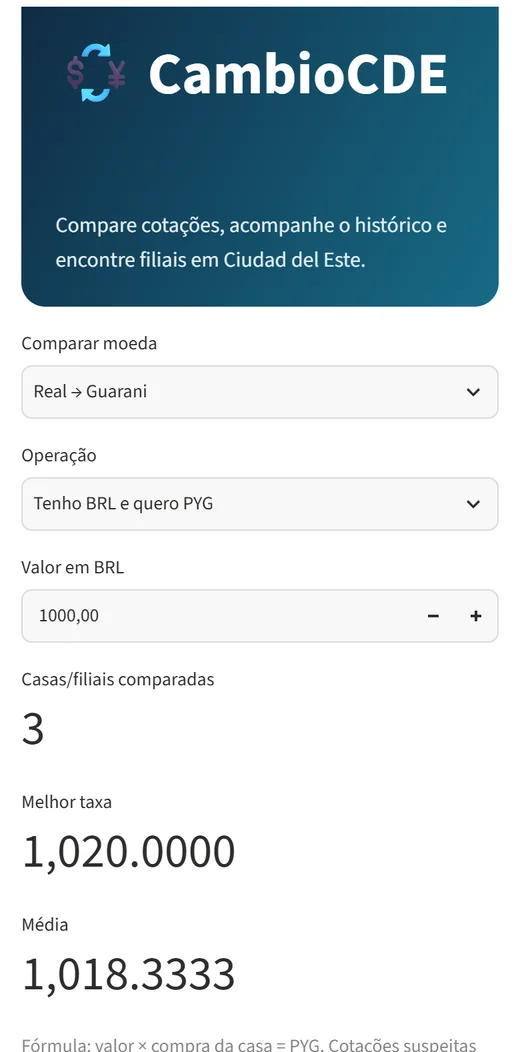 CambioCDE
Compare cotações, acompanhe o histórico e
encontre filiais em Ciudad del Este.
Comparar moeda
Real → Guarani
Operação
Tenho BRL e quero PYG
Valor em BRL
1000,00
Casas/filiais comparadas
3
Melhor taxa
1,020.0000
Média
1,018.3333
Fórmula: valor × compra da casa = PYG. Cotações suspeitas